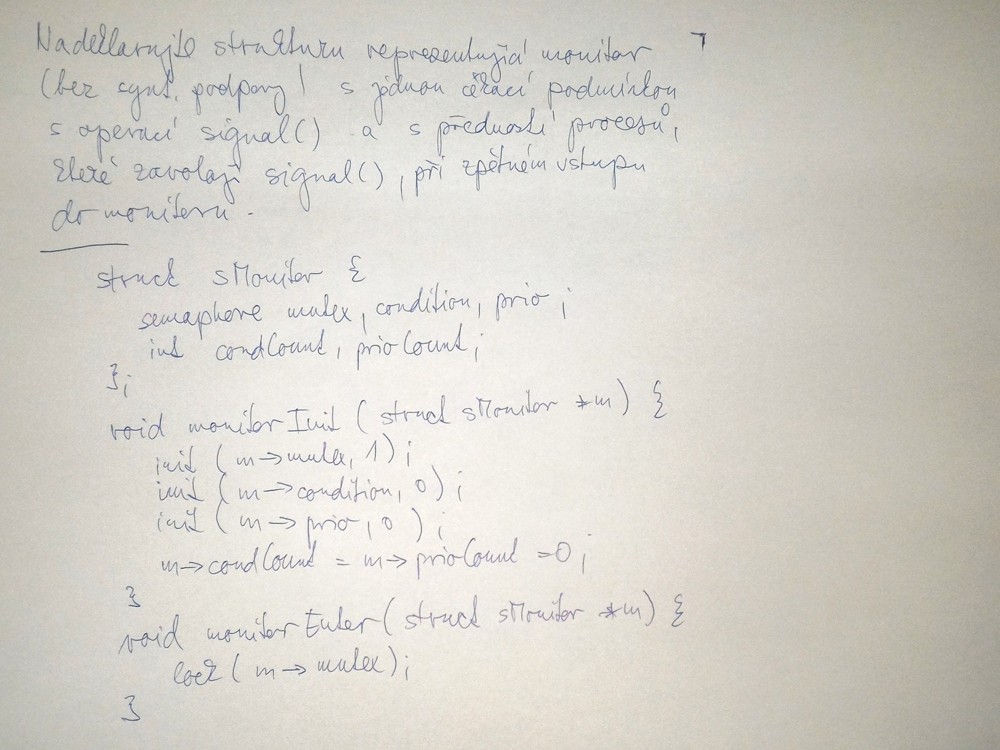 Nadeklarujte strukturu reprezentující monitor
(bez synt. podpory) s jednou čekací podmínkou
s operací signal() a s předností procesů,
které zavolají signal(), při zpětném vstupu
do monitoru.
struct sMonitor {
semaphore mutex, condition, prio;
int condCount, prioCount;
};
void monitorInit (struct sMonitor *m) {
init (m->mutex, 1);
init (m->condition, 0);
init (m->prio, 0);
m->condCount = m->prioCount = 0;
}
void monitorEnter (struct sMonitor *m) {
lock (m->mutex);
}